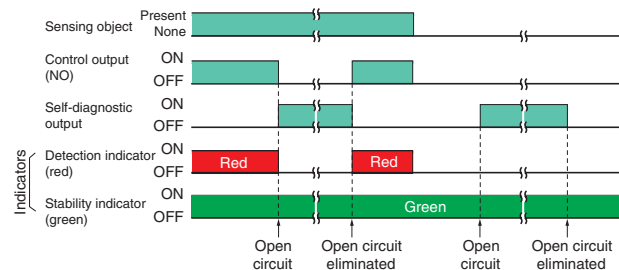 Sensing object
Present
None
Control output
(NO)
ON
OFF
Self-diagnostic
output
ON
OFF
Indicators
Detection indicator
(red)
ON
OFF
Red
Red
Stability indicator
(green)
ON
OFF
Green
Open
circuit
Open circuit
eliminated
Open
circuit
Open circuit
eliminated